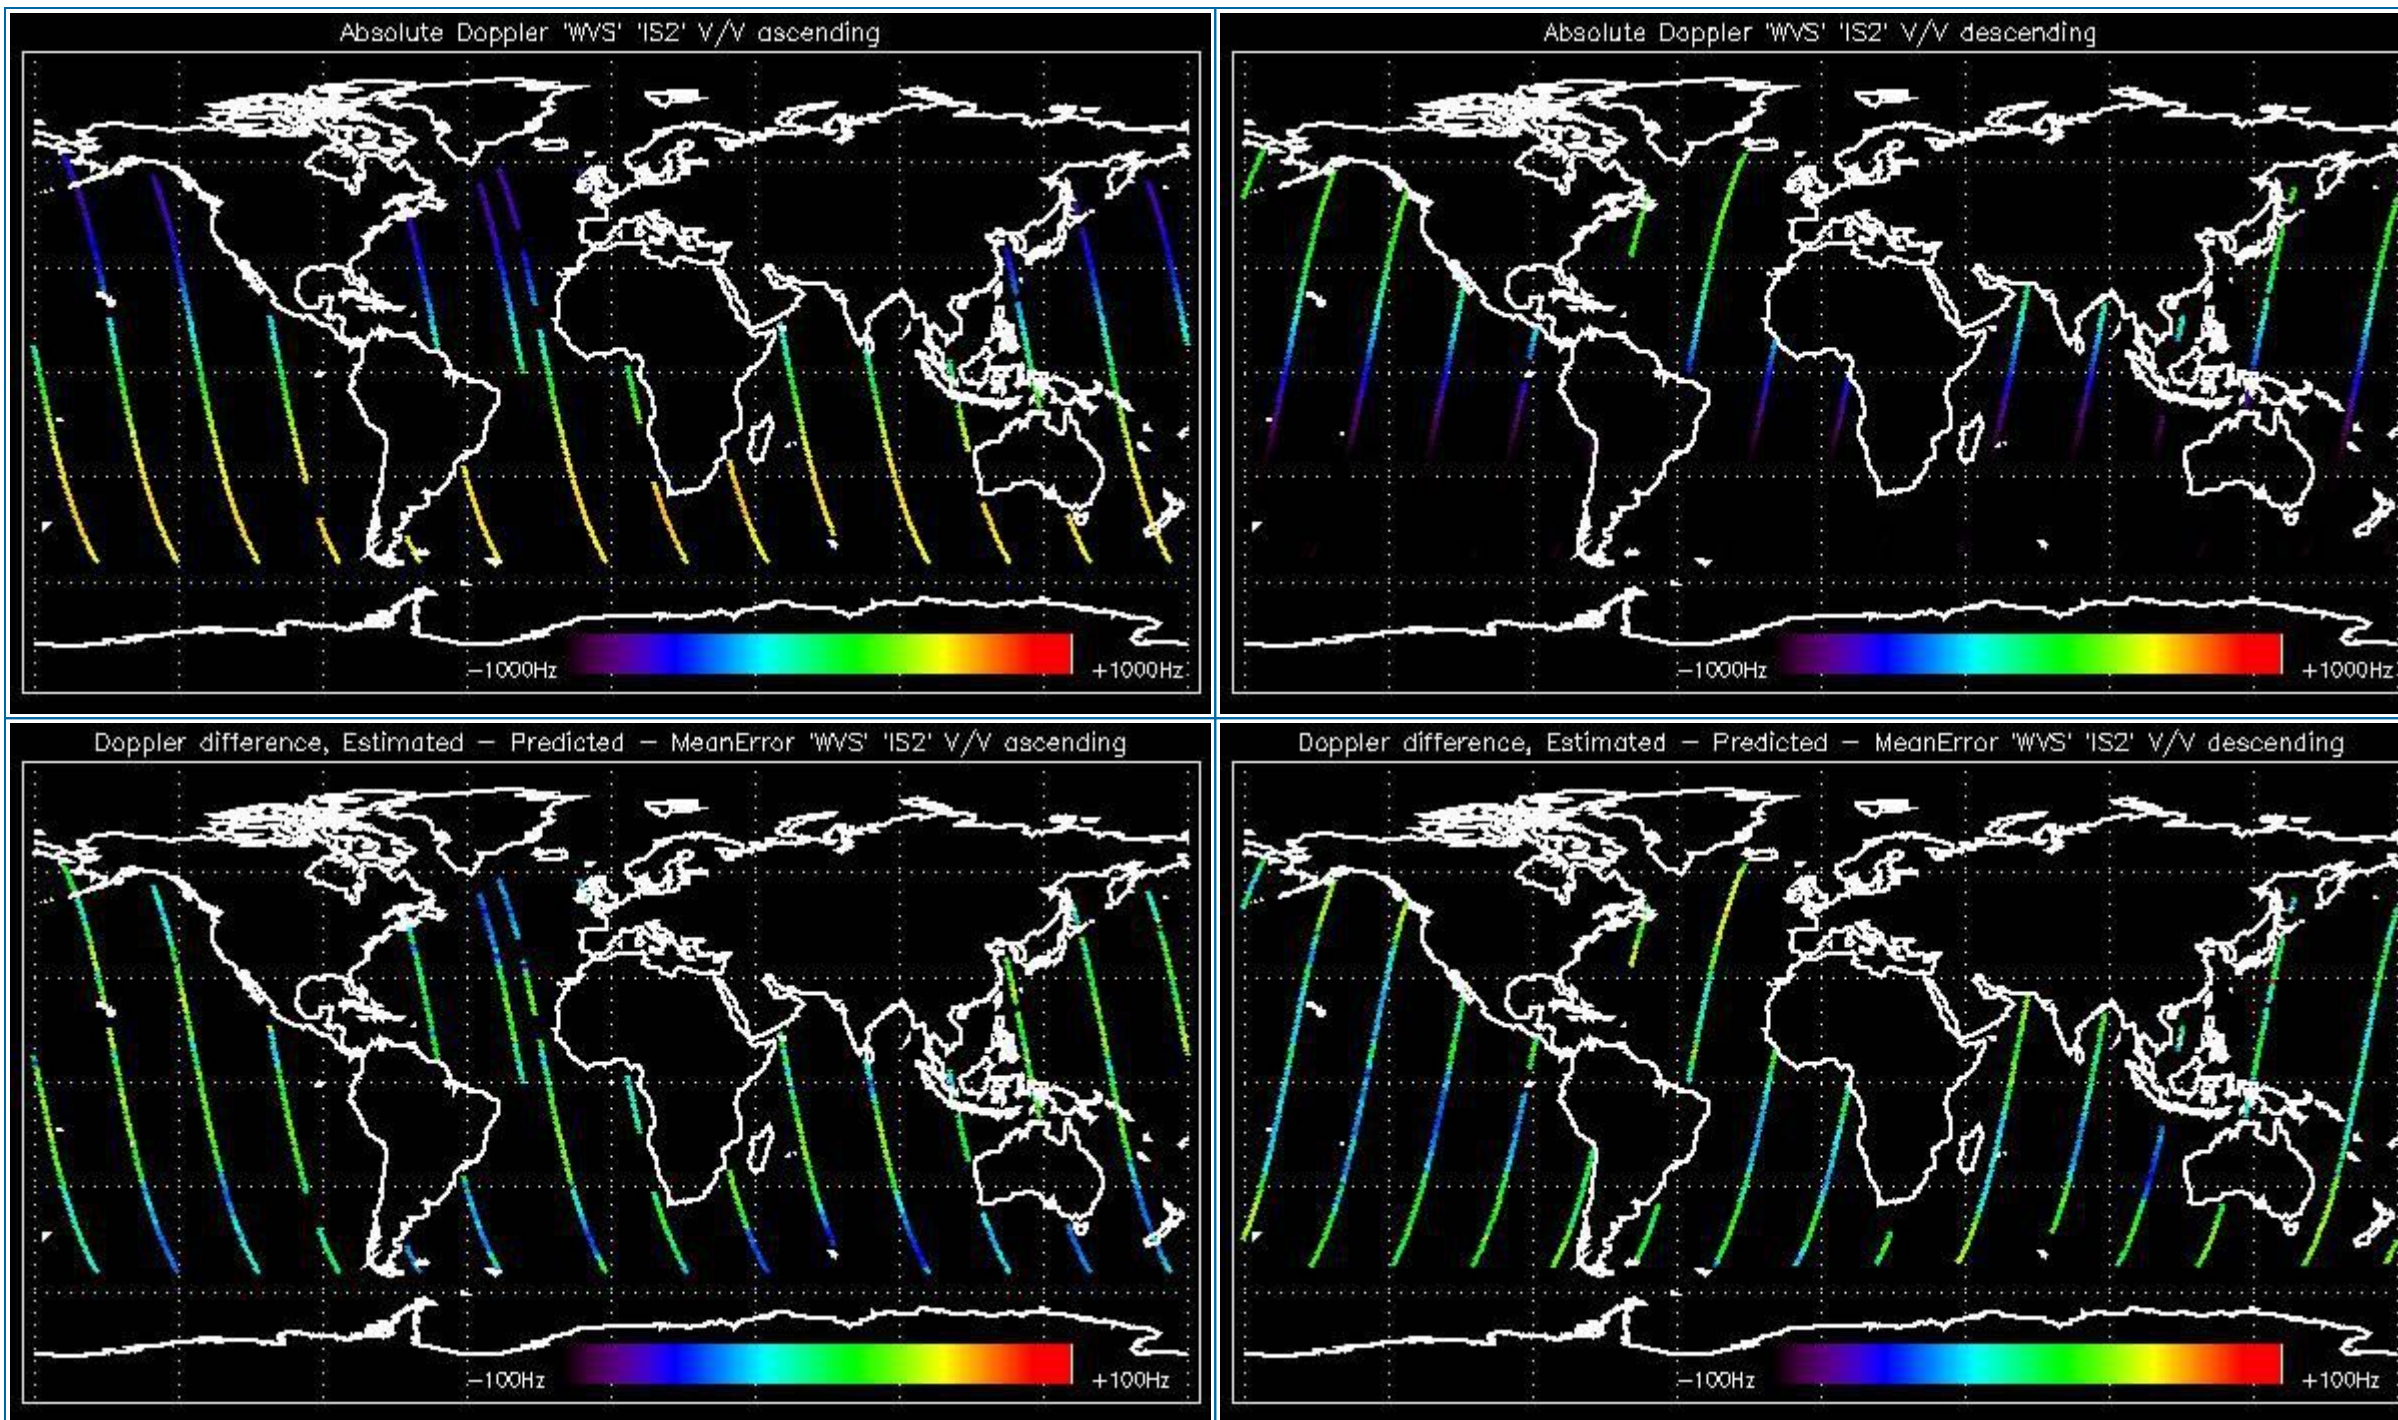 Absolute Doppler 'WVS' 'IS2' V/V ascending
-1000Hz
+1000Hz
Absolute Doppler 'WVS' 'IS2' V/V descending
-1000Hz
+1000Hz
Doppler difference, Estimated - Predicted - MeanError 'WVS' 'IS2' V/V ascending
-100Hz
+100Hz
Doppler difference, Estimated - Predicted - MeanError 'WVS' 'IS2' V/V descending
-100Hz
+100Hz